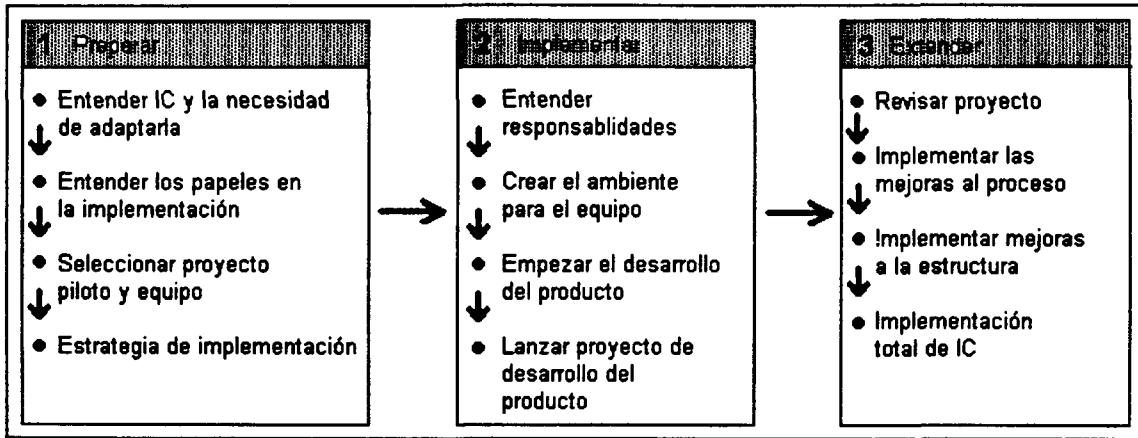 1 Preparar
● Entender IC y la necesidad
de adaptarla
● Entender los papeles en
la implementación
● Seleccionar proyecto
piloto y equipo
● Estrategia de implementación
2 Implementar
● Entender
responsablidades
● Crear el ambiente
para el equipo
● Empezar el desarrollo
del producto
● Lanzar proyecto de
desarrollo del
producto
3 Extender
● Revisar proyecto
● Implementar las
mejoras al proceso
● Implementar mejoras
a la estructura
● Implementación
total de IC